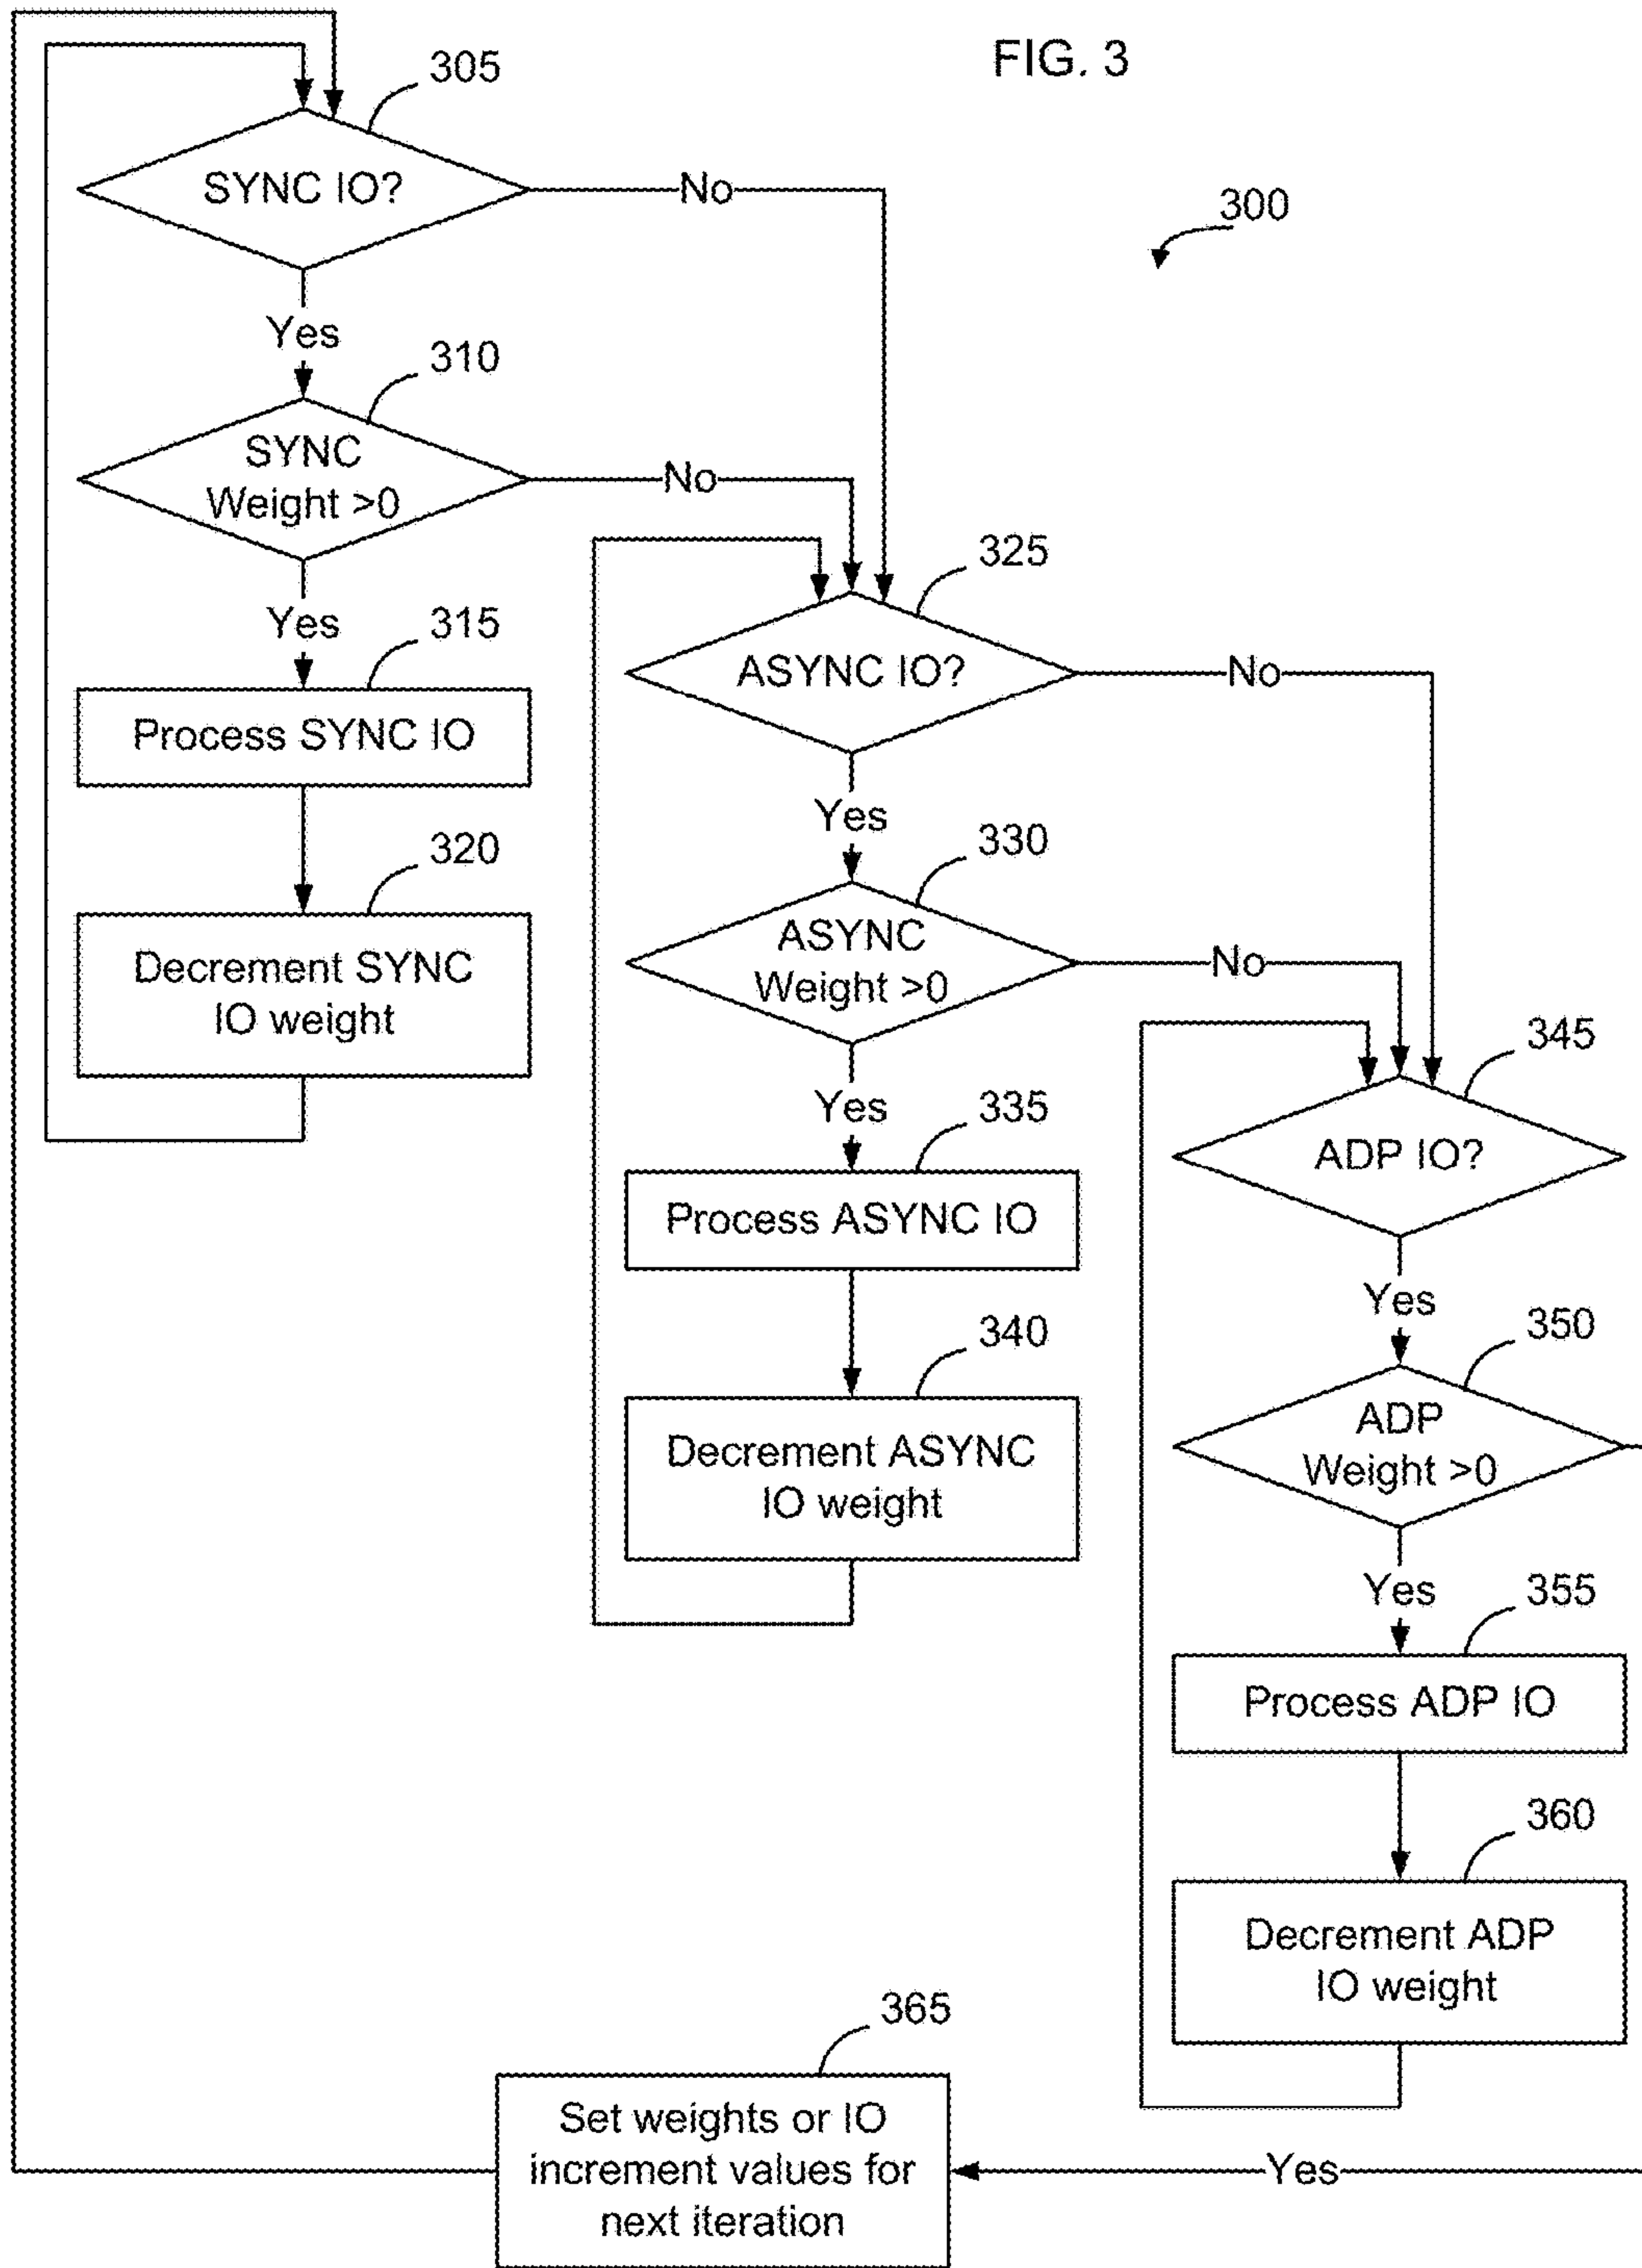 FIG. 3
300
305
SYNC IO?
No
Yes
310
SYNC
Weight >0
No
Yes
315
Process SYNC IO
320
Decrement SYNC
IO weight
325
ASYNC IO?
No
Yes
330
ASYNC
Weight >0
No
Yes
335
Process ASYNC IO
340
Decrement ASYNC
IO weight
345
ADP IO?
Yes
350
ADP
Weight >0
Yes
355
Process ADP IO
360
Decrement ADP
IO weight
365
Set weights or IO
increment values for
next iteration
Yes